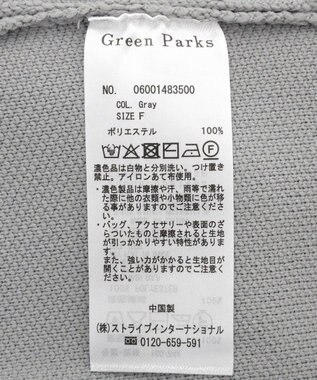 Green Parks
NO. 06001483500
COL. Gray
SIZE F
ポリエステル 100%
濃色品は白物と分別洗い。つけ置き
禁止。アイロンあて布使用。
・濃色製品は摩擦や汗、雨等で濡れ
た際に他の衣類や小物類に色が移
る事がありますのでご注意くださ
い。
・バッグ、アクセサリーや表面のざ
らついたものと摩擦されると生地
が引っかかりやすい特性がありま
す。
また、強い力がかかると生地目が
開くことがありますのでご注意く
ださい。
中国製
(株)ストライプインターナショナル
0120-659-591